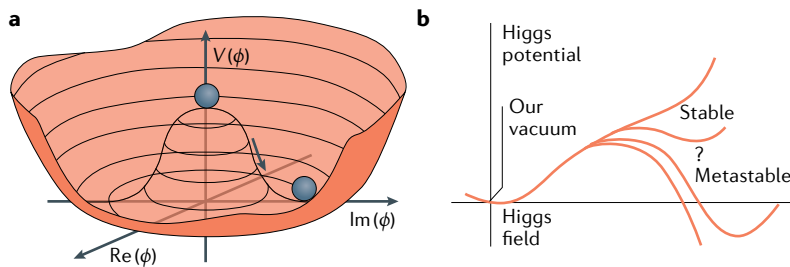 a
V(ϕ)
Im(ϕ)
Re(ϕ)
b
Higgs
potential
Our
vacuum
Stable
?
Metastable
Higgs
field